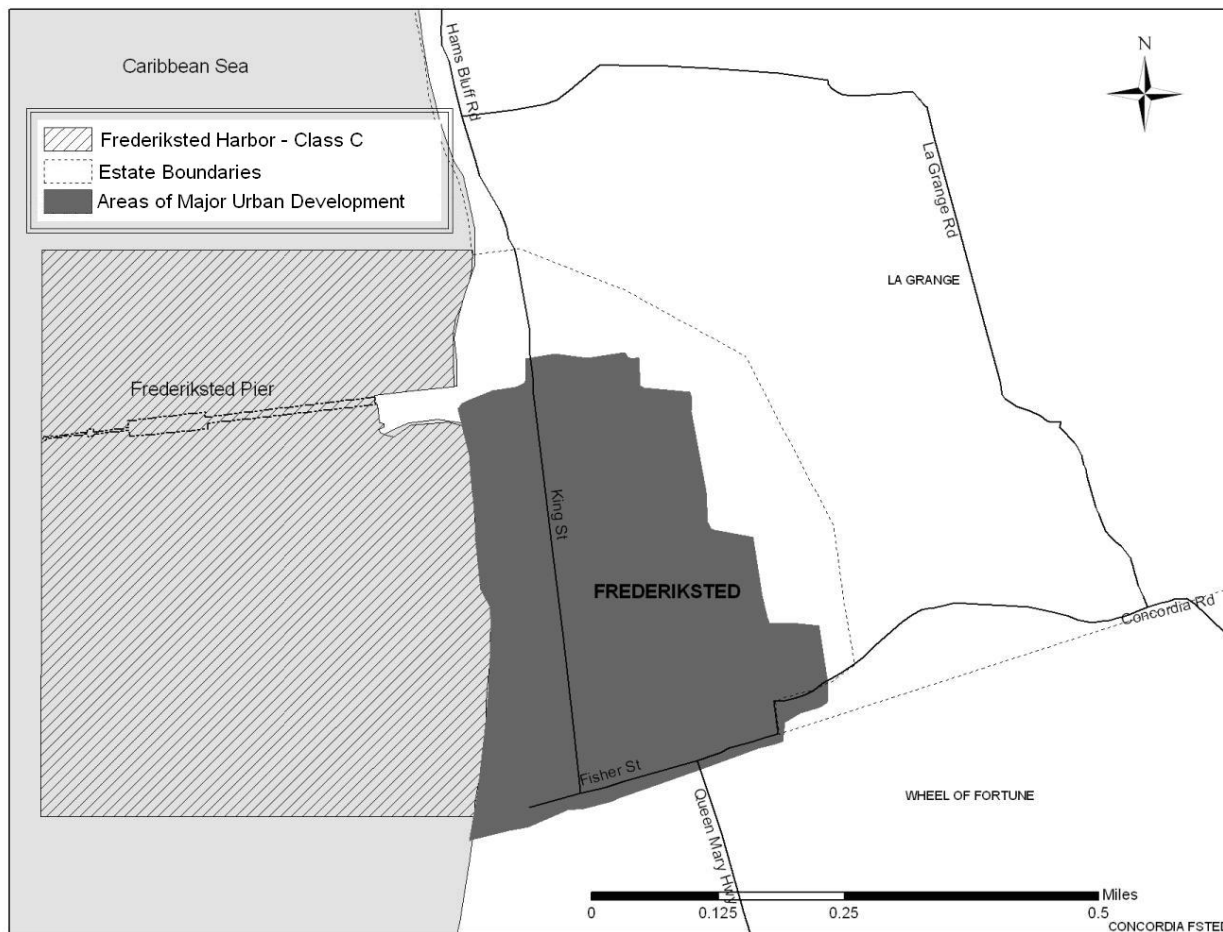 Caribbean Sea
Hams Bluff Rd
N
Frederiksted Harbor - Class C
Estate Boundaries
Areas of Major Urban Development
La Grange Rd
LA GRANGE
Frederiksted Pier
King St
FREDERIKSTED
Concordia Rd
Fisher St
Queen Mary Hwy
WHEEL OF FORTUNE
Miles
0 0.125 0.25 0.5
CONCORDIA FSTED